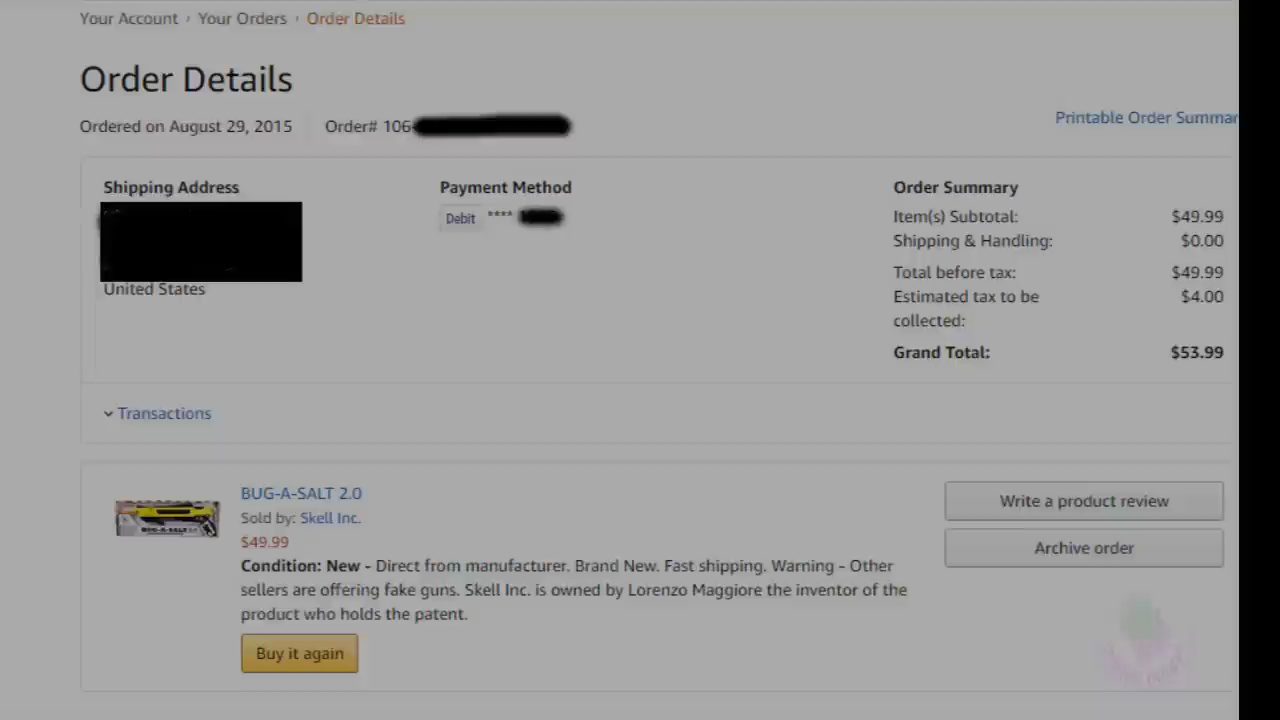 Your Account › Your Orders › Order Details
Order Details
Ordered on August 29, 2015 Order# 106-
Printable Order Summar
Shipping Address
United States
Payment Method
Debit ****
Order Summary
Item(s) Subtotal: $49.99
Shipping & Handling: $0.00
Total before tax: $49.99
Estimated tax to be
collected: $4.00
Grand Total: $53.99
Transactions
BUG-A-SALT 2.0
Sold by: Skell Inc.
$49.99
Condition: New - Direct from manufacturer. Brand New. Fast shipping. Warning - Other
sellers are offering fake guns. Skell Inc. is owned by Lorenzo Maggiore the inventor of the
product who holds the patent.
Buy it again
Write a product review
Archive order
BUG-A-SALT